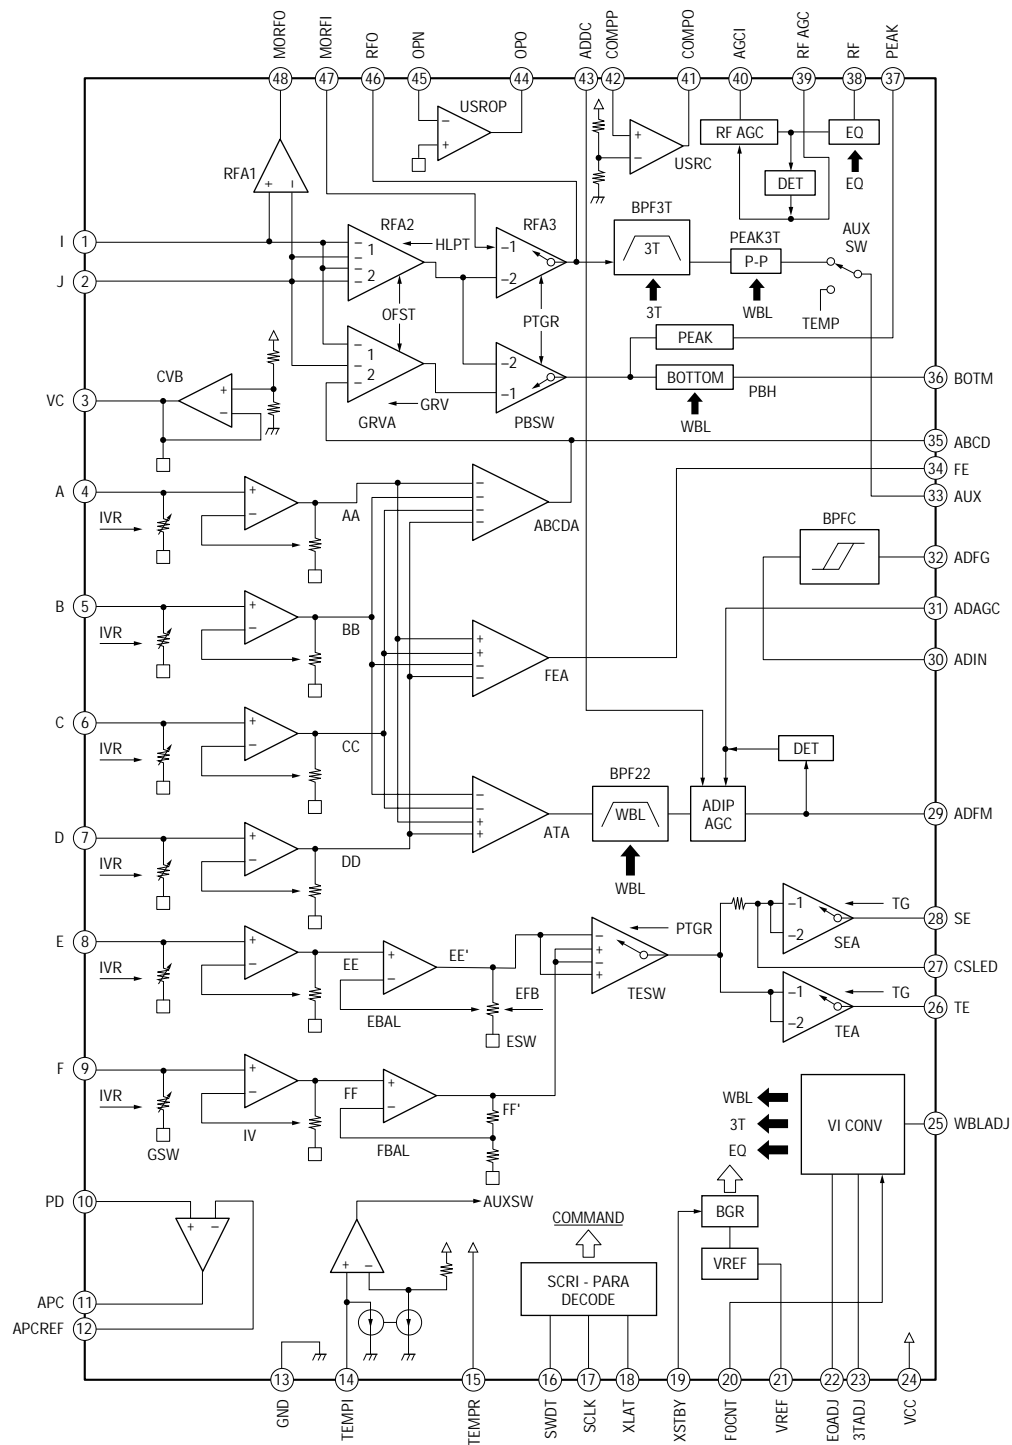 MORFO
MORFI
RFO
OPN
OPO
ADDC
COMPP
COMPO
AGCI
RF AGC
RF
PEAK
48
47
46
45
44
43
42
41
40
39
38
37
USROP
−
+
+
−
USRC
RF AGC
EQ
DET
EQ
RFA1
+ −
RFA2
HLPT
RFA3
BPF3T
PEAK3T
AUX
SW
I
1
−
−
1
−
−
2
−1
−2
3T
P-P
J
2
OFST
PTGR
3T
WBL
TEMP
−
−
1
2
−2
−1
PEAK
BOTTOM
36
BOTM
CVB
+
−
VC
3
GRV
GRVA
PBSW
PBH
WBL
35
ABCD
34
FE
33
AUX
A
4
IVR
+
−
AA
−
−
−
−
ABCDA
BPFC
32
ADFG
B
5
IVR
+
−
BB
+
+
−
−
FEA
31
ADAGC
30
ADIN
C
6
IVR
+
−
CC
DET
BPF22
−
−
+
+
ATA
WBL
ADIP
AGC
29
ADFM
D
7
IVR
+
−
DD
WBL
E
8
IVR
+
−
EE
+
−
EE'
EBAL
EFB
ESW
−
+
−
+
PTGR
TESW
−1
−2
TG
SEA
28
SE
27
CSLED
−1
−2
TG
TEA
26
TE
F
9
IVR
GSW
+
−
IV
FF
+
−
FBAL
FF'
WBL
3T
EQ
VI CONV
25
WBLADJ
PD
10
+ −
AUXSW
COMMAND
BGR
+ −
SCRI - PARA
DECODE
VREF
APC
11
APCREF
12
13
14
15
16
17
18
19
20
21
22
23
24
GND
TEMPI
TEMPR
SWDT
SCLK
XLAT
XSTBY
F0CNT
VREF
EQADJ
3TADJ
VCC